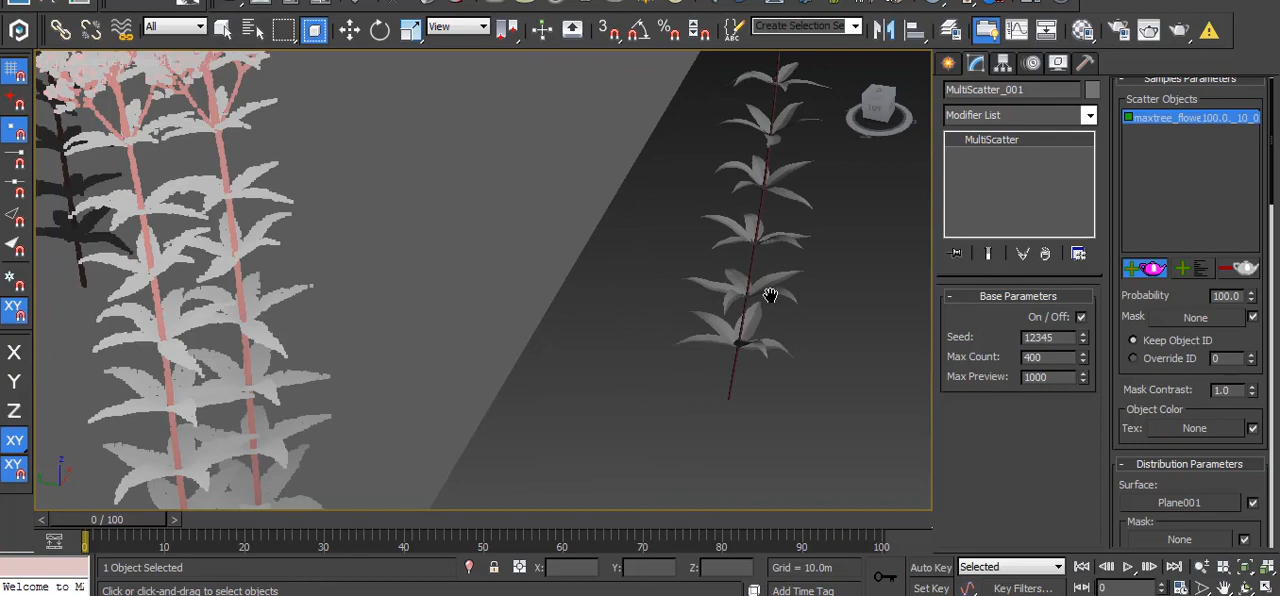 All
View
Create Selection Se
ABC
MultiScatter_001
Modifier List
MultiScatter
Samples Parameters
Scatter Objects
maxtree_flowe100.0._10_0
Probability 100.0
Mask None
Keep Object ID
Override ID 0
Mask Contrast: 1.0
Object Color
Tex: None
- Distribution Parameters
Surface:
Plane001
Mask:
None
- Base Parameters
On / Off:
Seed: 12345
Max Count: 400
Max Preview: 1000
X
Y
Z
XY
XY
XY
z
< 0 / 100 >
0 10 20 30 40 50 60 70 80 90 100
1 Object Selected
X: Y: Z:
Grid = 10.0m
Auto Key Selected
Welcome to M
Click or click-and-drag to select objects
Add Time Tag
Set Key
Key Filters...
0